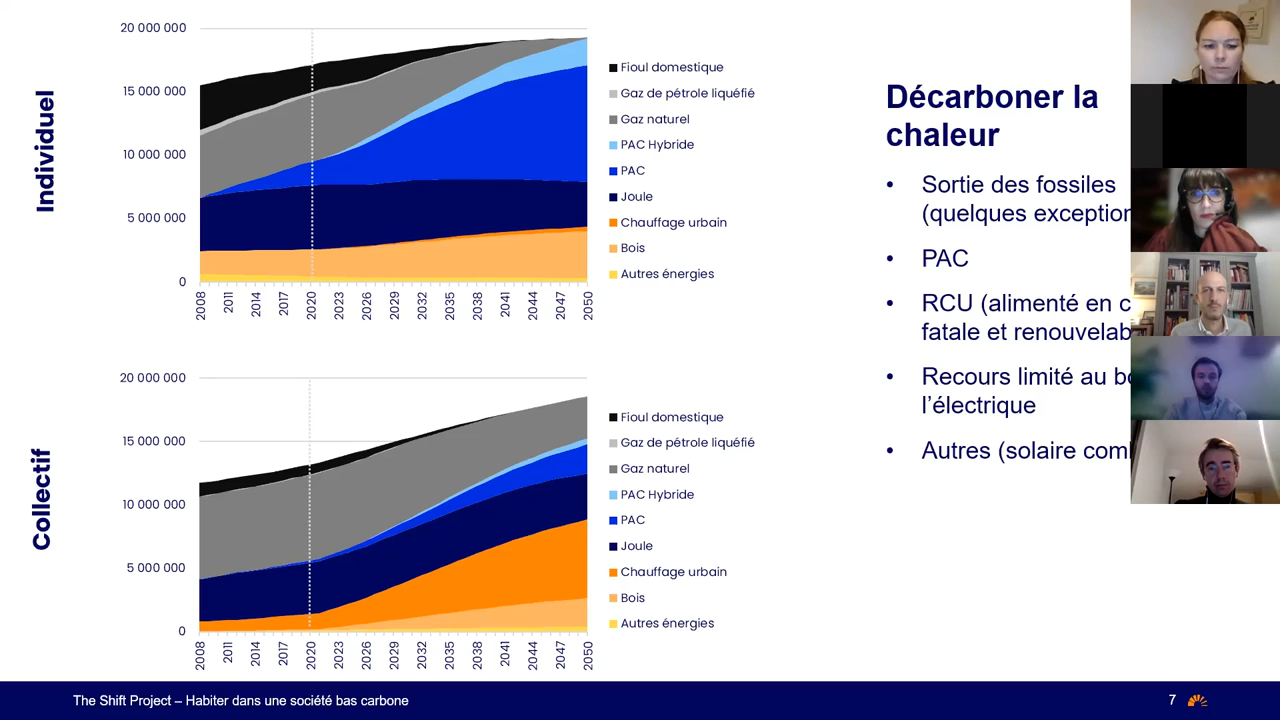 Individuel
20 000 000
15 000 000
10 000 000
5 000 000
0
2008
2011
2014
2017
2020
2023
2026
2029
2032
2035
2038
2041
2044
2047
2050
Fioul domestique
Gaz de pétrole liquéfié
Gaz naturel
PAC Hybride
PAC
Joule
Chauffage urbain
Bois
Autres énergies
Collectif
20 000 000
15 000 000
10 000 000
5 000 000
0
2008
2011
2014
2017
2020
2023
2026
2029
2032
2035
2038
2041
2044
2047
2050
Fioul domestique
Gaz de pétrole liquéfié
Gaz naturel
PAC Hybride
PAC
Joule
Chauffage urbain
Bois
Autres énergies
Décarboner la
chaleur
• Sortie des fossiles
(quelques exception
• PAC
• RCU (alimenté en c
fatale et renouvelab
• Recours limité au bo
l’électrique
• Autres (solaire com
The Shift Project – Habiter dans une société bas carbone
7